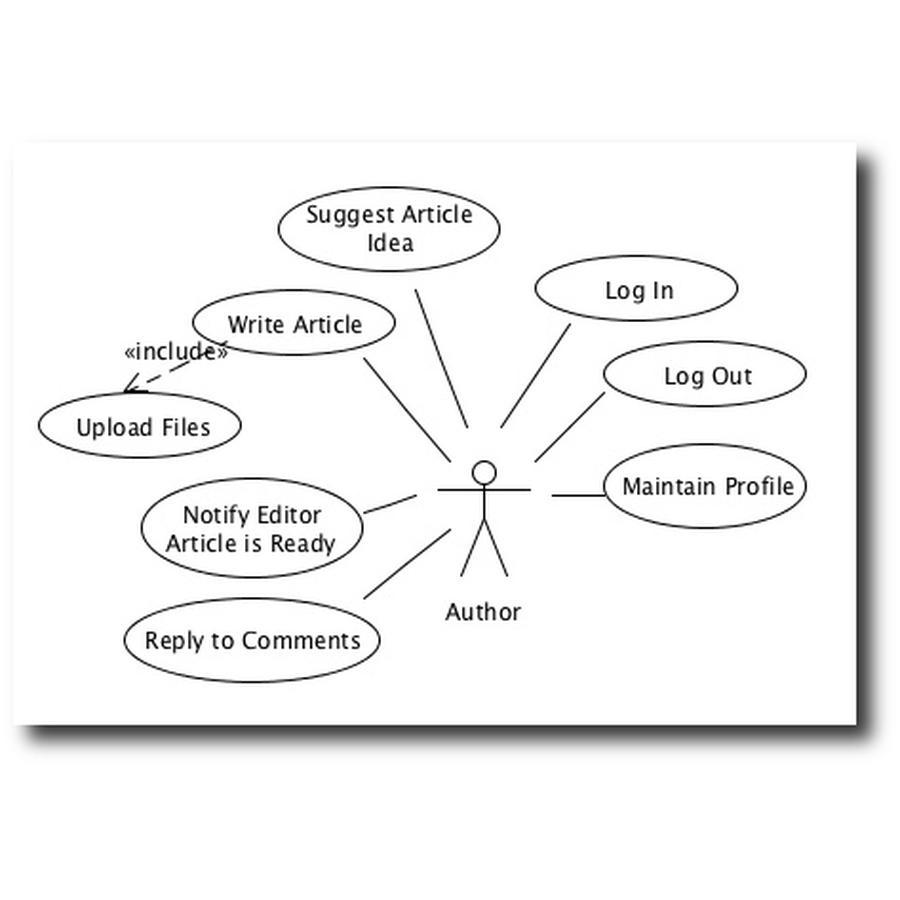 Suggest Article
Idea
Log In
Write Article
«include»
Log Out
Upload Files
Maintain Profile
Notify Editor
Article is Ready
Author
Reply to Comments